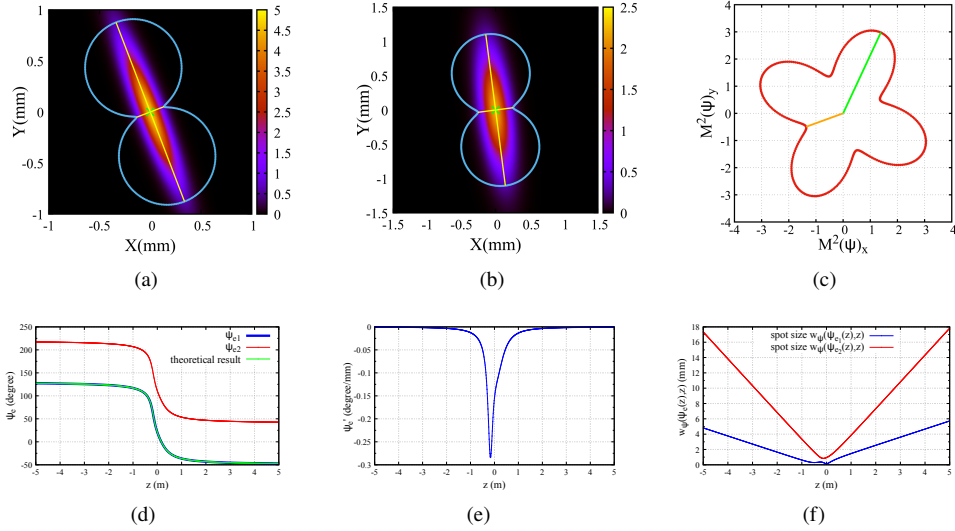 1
0.5
0
-0.5
-1
-1 -0.5 0 0.5 1
Y(mm)
X(mm)
5
4.5
4
3.5
3
2.5
2
1.5
1
0.5
0
(a)
1.5
1
0.5
0
-0.5
-1
-1.5
-1.5 -1 -0.5 0 0.5 1 1.5
Y(mm)
X(mm)
2.5
2
1.5
1
0.5
0
(b)
4
3
2
1
0
-1
-2
-3
-4
-4 -3 -2 -1 0 1 2 3 4
M²(ψ)y
M²(ψ)x
(c)
250
200
150
100
50
0
-50
-5 -4 -3 -2 -1 0 1 2 3 4 5
ψe (degree)
z (m)
ψe1
ψe2
theoretical result
(d)
0
-0.05
-0.1
-0.15
-0.2
-0.25
-0.3
-5 -4 -3 -2 -1 0 1 2 3 4 5
ψe' (degree/mm)
z (m)
(e)
18
16
14
12
10
8
6
4
2
0
-5 -4 -3 -2 -1 0 1 2 3 4 5
wψ(ψe(z),z) (mm)
z (m)
spot size wψ(ψe1(z),z)
spot size wψ(ψe2(z),z)
(f)